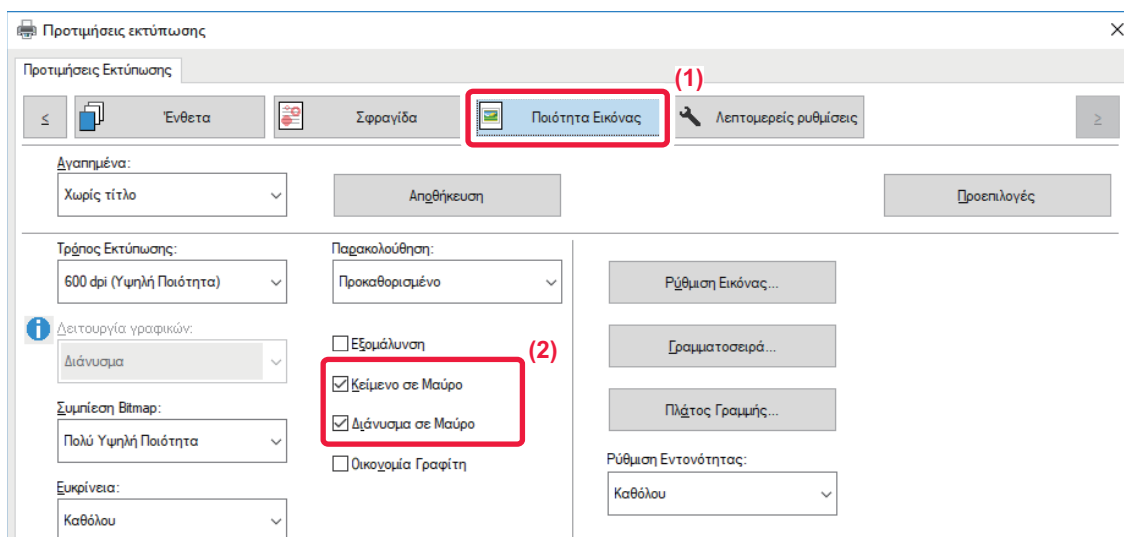 Προτιμήσεις εκτύπωσης
Προτιμήσεις Εκτύπωσης
(1)
< Ένθετα Σφραγίδα Ποιότητα Εικόνας Λεπτομερείς ρυθμίσεις >
Αγαπημένα:
Χωρίς τίτλο Αποθήκευση Προεπιλογές
Τρόπος Εκτύπωσης: Παρακολούθηση:
600 dpi (Υψηλή Ποιότητα) Προκαθορισμένο Ρύθμιση Εικόνας...
Λειτουργία γραφικών:
Διάνυσμα
Εξομάλυνση
(2)
Γραμματοσειρά...
Κείμενο σε Μαύρο
Συμπίεση Bitmap:
Πολύ Υψηλή Ποιότητα
Διάνυσμα σε Μαύρο
Πλάτος Γραμμής...
Οικονομία Γραφίτη
Ρύθμιση Εντονότητας:
Καθόλου
Ευκρίνεια:
Καθόλου